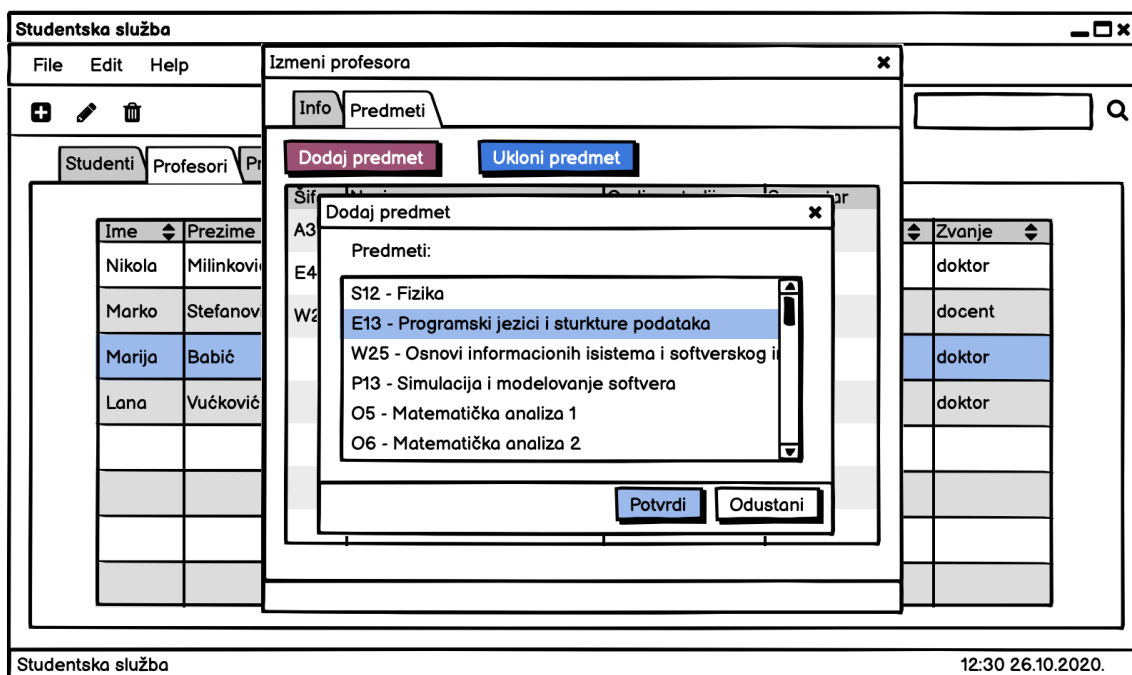 Studentska služba
File Edit Help
Izmeni profesora
Info Predmeti
Dodaj predmet Ukloni predmet
Studenti Profesori
Dodaj predmet
Predmeti:
S12 - Fizika
E13 - Programski jezici i sturkture podataka
W25 - Osnovi informacionih isistema i softverskog
P13 - Simulacija i modelovanje softvera
O5 - Matematička analiza 1
O6 - Matematička analiza 2
Potvrdi Odustani
Ime Prezime Zvanje
Nikola doktor
Marko docent
Marija Babić doktor
Lana Vućković doktor
Studentska služba 12:30 26.10.2020.